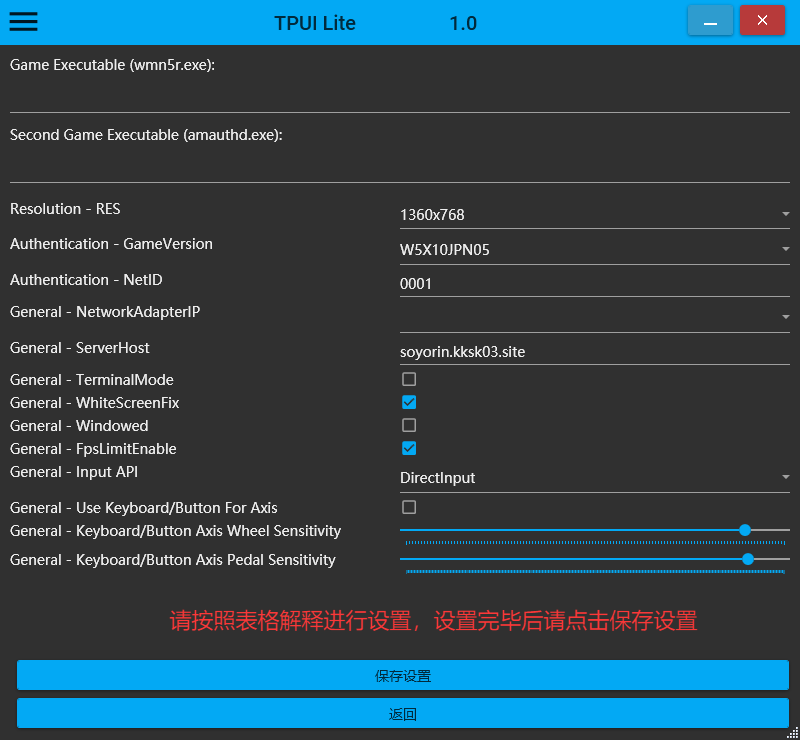 TPUI Lite 1.0
Game Executable (wmn5r.exe):
Second Game Executable (amauthd.exe):
Resolution - RES 1360x768
Authentication - GameVersion W5X10JPN05
Authentication - NetID 0001
General - NetworkAdapterIP
General - ServerHost soyorin.kksk03.site
General - TerminalMode
General - WhiteScreenFix
General - Windowed
General - FpsLimitEnable
General - Input API DirectInput
General - Use Keyboard/Button For Axis
General - Keyboard/Button Axis Wheel Sensitivity
General - Keyboard/Button Axis Pedal Sensitivity
请按照表格解释进行设置，设置完毕后请点击保存设置
保存设置
返回